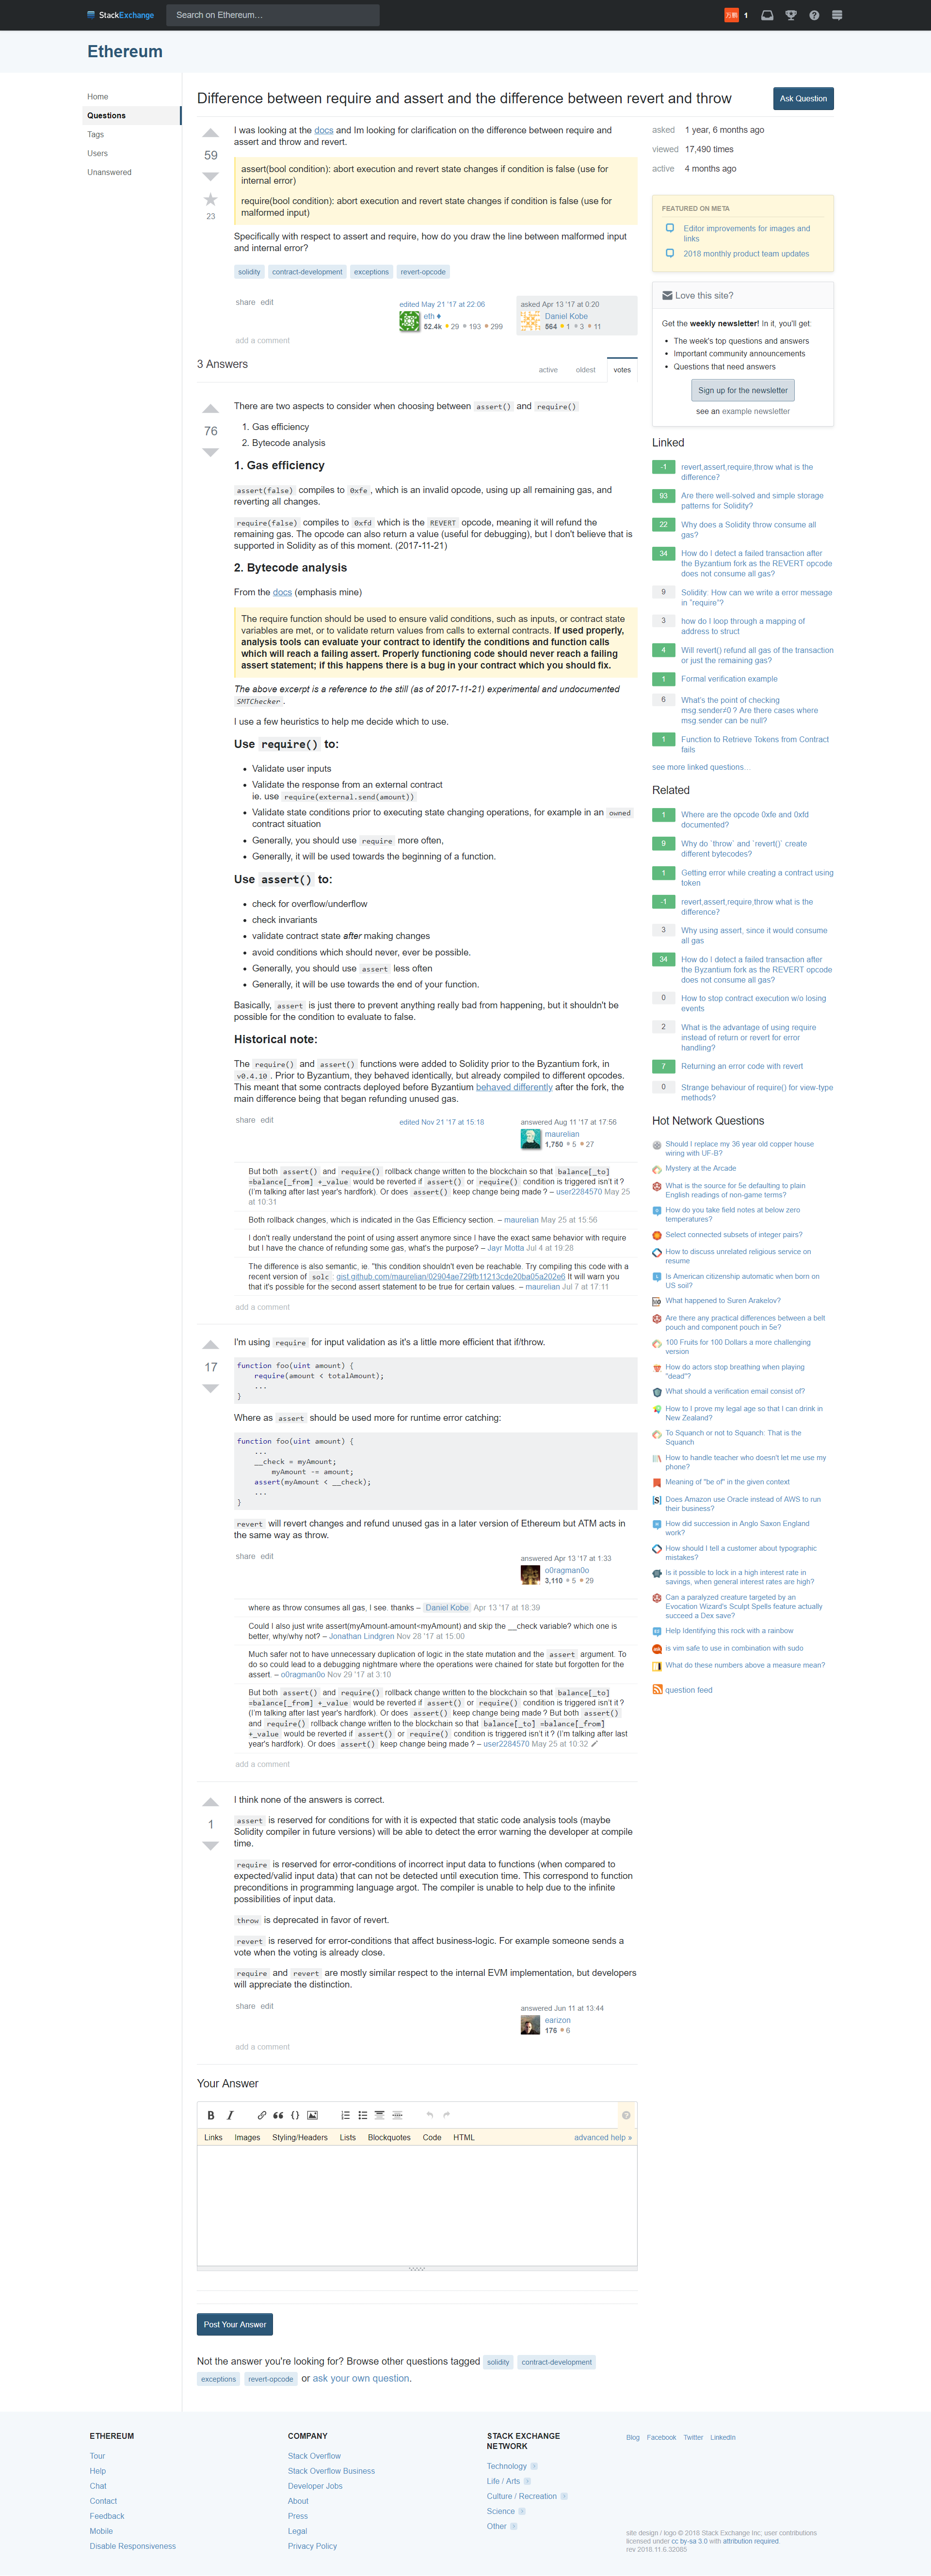 StackExchange
Search on Ethereum…
1
Ethereum
Home
Questions
Tags
Users
Unanswered
Difference between require and assert and the difference between revert and throw
Ask Question
59
23
I was looking at the docs and Im looking for clarification on the difference between require and
assert and throw and revert.
assert(bool condition): abort execution and revert state changes if condition is false (use for
internal error)
require(bool condition): abort execution and revert state changes if condition is false (use for
malformed input)
Specifically with respect to assert and require, how do you draw the line between malformed input
and internal error?
solidity contract-development exceptions revert-opcode
share edit
edited May 21 '17 at 22:06
eth ♦
52.4k 29 193 299
asked Apr 13 '17 at 0:20
Daniel Kobe
564 1 3 11
add a comment
3 Answers
active oldest votes
76
There are two aspects to consider when choosing between assert() and require()
1. Gas efficiency
2. Bytecode analysis
1. Gas efficiency
assert(false) compiles to 0xfe, which is an invalid opcode, using up all remaining gas, and
reverting all changes.
require(false) compiles to 0xfd which is the REVERT opcode, meaning it will refund the
remaining gas. The opcode can also return a value (useful for debugging), but I don't believe that is
supported in Solidity as of this moment. (2017-11-21)
2. Bytecode analysis
From the docs (emphasis mine)
The require function should be used to ensure valid conditions, such as inputs, or contract state
variables are met, or to validate return values from calls to external contracts. If used properly,
analysis tools can evaluate your contract to identify the conditions and function calls
which will reach a failing assert. Properly functioning code should never reach a failing
assert statement; if this happens there is a bug in your contract which you should fix.
The above excerpt is a reference to the still (as of 2017-11-21) experimental and undocumented
SMTChecker.
I use a few heuristics to help me decide which to use.
Use require() to:
Validate user inputs
Validate the response from an external contract
ie. use require(external.send(amount))
Validate state conditions prior to executing state changing operations, for example in an owned
contract situation
Generally, you should use require more often,
Generally, it will be used towards the beginning of a function.
Use assert() to:
check for overflow/underflow
check invariants
validate contract state after making changes
avoid conditions which should never, ever be possible.
Generally, you should use assert less often
Generally, it will be use towards the end of your function.
Basically, assert is just there to prevent anything really bad from happening, but it shouldn't be
possible for the condition to evaluate to false.
Historical note:
The require() and assert() functions were added to Solidity prior to the Byzantium fork, in
v0.4.10. Prior to Byzantium, they behaved identically, but already compiled to different opcodes.
This meant that some contracts deployed before Byzantium behaved differently after the fork, the
main difference being that began refunding unused gas.
share edit
edited Nov 21 '17 at 15:18
answered Aug 11 '17 at 17:56
maurelian
1,750 5 27
But both assert() and require() rollback change written to the blockchain so that balance[_to]
=balance[_from] +_value would be reverted if assert() or require() condition is triggered isn't it ?
(I'm talking after last year's hardfork). Or does assert() keep change being made ? – user2284570 May 25
at 10:31
Both rollback changes, which is indicated in the Gas Efficiency section. – maurelian May 25 at 15:56
I don't really understand the point of using assert anymore since I have the exact same behavior with require
but I have the chance of refunding some gas, what's the purpose? – Jayr Motta Jul 4 at 19:28
The difference is also semantic, ie. "this condition shouldn't even be reachable. Try compiling this code with a
recent version of solc: gist.github.com/maurelian/02904ae729fb11213cde20ba05a202e6 It will warn you
that it's possible for the second assert statement to be true for certain values. – maurelian Jul 7 at 17:11
add a comment
17
I'm using require for input validation as it's a little more efficient that if/throw.
function foo(uint amount) {
require(amount < totalAmount);
...
}
Where as assert should be used more for runtime error catching:
function foo(uint amount) {
...
__check = myAmount;
myAmount -= amount;
assert(myAmount < __check);
...
}
revert will revert changes and refund unused gas in a later version of Ethereum but ATM acts in
the same way as throw.
share edit
answered Apr 13 '17 at 1:33
o0ragman0o
3,110 5 29
where as throw consumes all gas, I see. thanks – Daniel Kobe Apr 13 '17 at 18:39
Could I also just write assert(myAmount-amount<myAmount) and skip the __check variable? which one is
better, why/why not? – Jonathan Lindgren Nov 28 '17 at 15:00
Much safer not to have unnecessary duplication of logic in the state mutation and the assert argument. To
do so could lead to a debugging nightmare where the operations were chained for state but forgotten for the
assert. – o0ragman0o Nov 29 '17 at 3:10
But both assert() and require() rollback change written to the blockchain so that balance[_to]
=balance[_from] +_value would be reverted if assert() or require() condition is triggered isn't it ?
(I'm talking after last year's hardfork). Or does assert() keep change being made ? But both assert()
and require() rollback change written to the blockchain so that balance[_to] =balance[_from]
+_value would be reverted if assert() or require() condition is triggered isn't it ? (I'm talking after last
year's hardfork). Or does assert() keep change being made ? – user2284570 May 25 at 10:32
add a comment
1
I think none of the answers is correct.
assert is reserved for conditions for with it is expected that static code analysis tools (maybe
Solidity compiler in future versions) will be able to detect the error warning the developer at compile
time.
require is reserved for error-conditions of incorrect input data to functions (when compared to
expected/valid input data) that can not be detected until execution time. This correspond to function
preconditions in programming language argot. The compiler is unable to help due to the infinite
possibilities of input data.
throw is deprecated in favor of revert.
revert is reserved for error-conditions that affect business-logic. For example someone sends a
vote when the voting is already close.
require and revert are mostly similar respect to the internal EVM implementation, but developers
will appreciate the distinction.
share edit
answered Jun 11 at 13:44
earizon
176 6
add a comment
Your Answer
Links Images Styling/Headers Lists Blockquotes Code HTML advanced help »
Post Your Answer
Not the answer you're looking for? Browse other questions tagged solidity contract-development
exceptions revert-opcode or ask your own question.
asked 1 year, 6 months ago
viewed 17,490 times
active 4 months ago
FEATURED ON META
Editor improvements for images and
links
2018 monthly product team updates
Love this site?
Get the weekly newsletter! In it, you'll get:
The week's top questions and answers
Important community announcements
Questions that need answers
Sign up for the newsletter
see an example newsletter
Linked
-1 revert,assert,require,throw what is the
difference?
93 Are there well-solved and simple storage
patterns for Solidity?
22 Why does a Solidity throw consume all
gas?
34 How do I detect a failed transaction after
the Byzantium fork as the REVERT opcode
does not consume all gas?
9 Solidity: How can we write a error message
in "require"?
3 how do I loop through a mapping of
address to struct
4 Will revert() refund all gas of the transaction
or just the remaining gas?
1 Formal verification example
6 What's the point of checking
msg.sender≠0 ? Are there cases where
msg.sender can be null?
1 Function to Retrieve Tokens from Contract
fails
see more linked questions…
Related
1 Where are the opcode 0xfe and 0xfd
documented?
9 Why do `throw` and `revert()` create
different bytecodes?
1 Getting error while creating a contract using
token
-1 revert,assert,require,throw what is the
difference?
3 Why using assert, since it would consume
all gas
34 How do I detect a failed transaction after
the Byzantium fork as the REVERT opcode
does not consume all gas?
0 How to stop contract execution w/o losing
events
2 What is the advantage of using require
instead of return or revert for error
handling?
7 Returning an error code with revert
0 Strange behaviour of require() for view-type
methods?
Hot Network Questions
Should I replace my 36 year old copper house
wiring with UF-B?
Mystery at the Arcade
What is the source for 5e defaulting to plain
English readings of non-game terms?
How do you take field notes at below zero
temperatures?
Select connected subsets of integer pairs?
How to discuss unrelated religious service on
resume
Is American citizenship automatic when born on
US soil?
What happened to Suren Arakelov?
Are there any practical differences between a belt
pouch and component pouch in 5e?
100 Fruits for 100 Dollars a more challenging
version
How do actors stop breathing when playing
"dead"?
What should a verification email consist of?
How to I prove my legal age so that I can drink in
New Zealand?
To Squanch or not to Squanch. That is the
Squanch
How to handle teacher who doesn't let me use my
phone?
Meaning of "be of" in the given context
Does Amazon use Oracle instead of AWS to run
their business?
How did succession in Anglo Saxon England
work?
How should I tell a customer about typographic
mistakes?
Is it possible to lock in a high interest rate in
savings, when general interest rates are high?
Can a paralyzed creature targeted by an
Evocation Wizard's Sculpt Spells feature actually
succeed a Dex save?
Help Identifying this rock with a rainbow
is vim safe to use in combination with sudo
What do these numbers above a measure mean?
question feed
ETHEREUM
Tour
Help
Chat
Contact
Feedback
Mobile
Disable Responsiveness
COMPANY
Stack Overflow
Stack Overflow Business
Developer Jobs
About
Press
Legal
Privacy Policy
STACK EXCHANGE
NETWORK
Technology
Life / Arts
Culture / Recreation
Science
Other
Blog Facebook Twitter LinkedIn
site design / logo © 2018 Stack Exchange Inc; user contributions
licensed under cc by-sa 3.0 with attribution required.
rev 2018.11.6.32085